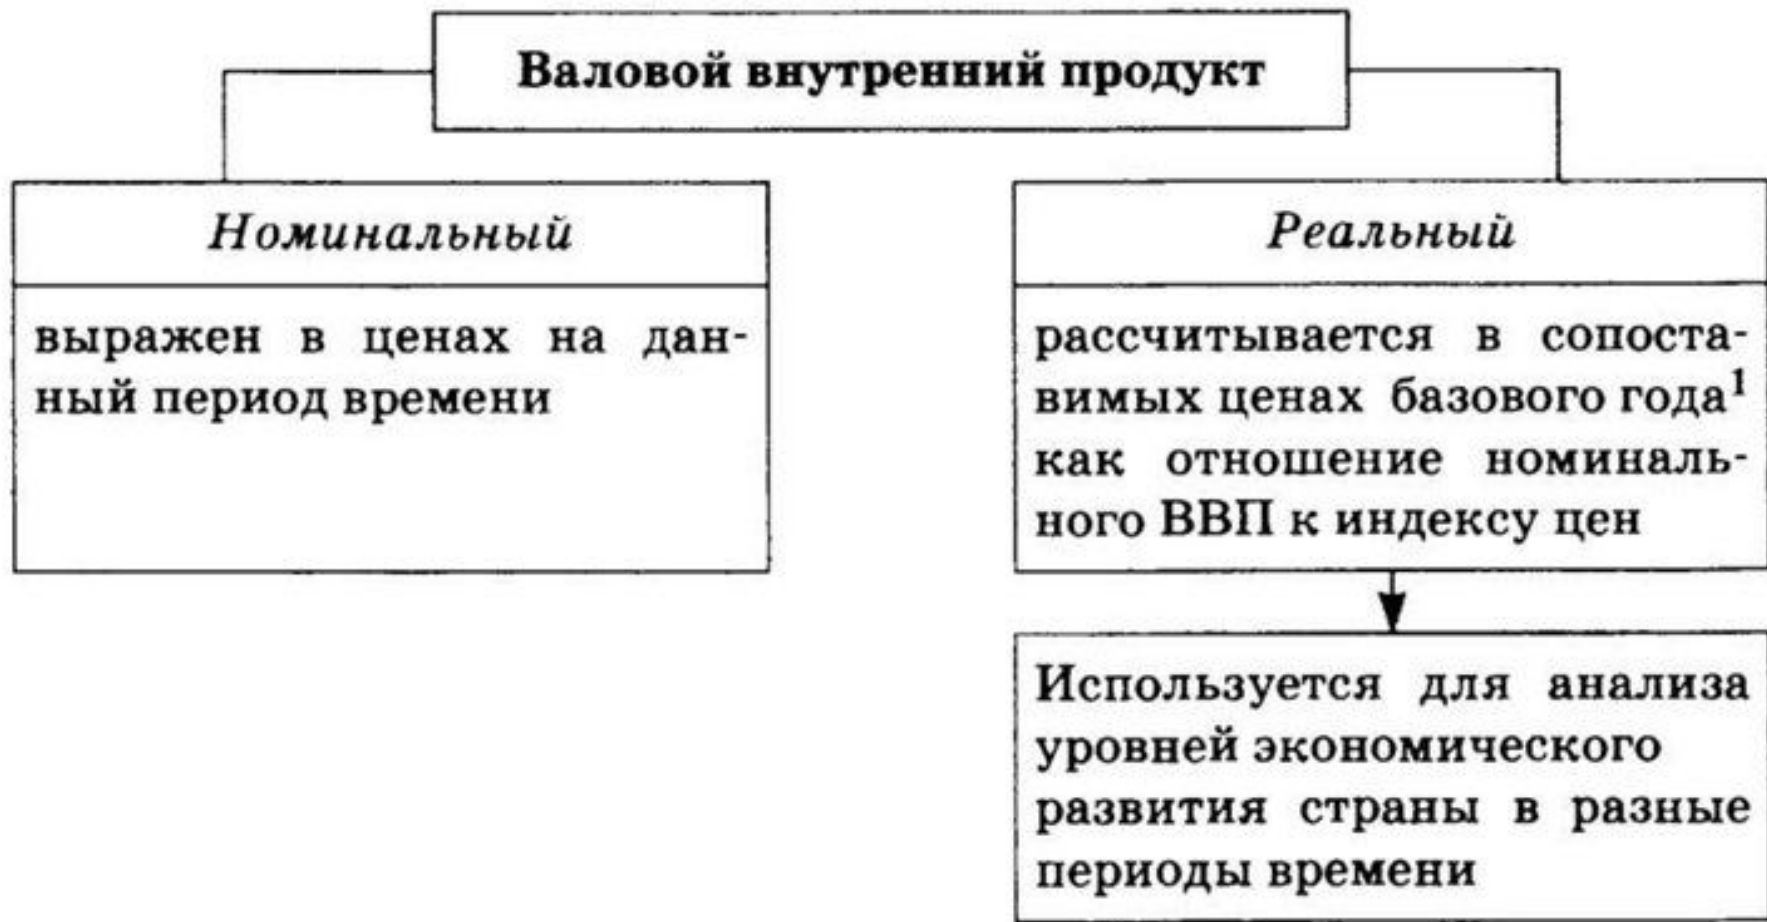 Валовой внутренний продукт
Номинальный
выражен в ценах на дан-
ный период времени
Реальный
рассчитывается в сопоста-
вимых ценах базового года¹
как отношение номиналь-
ного ВВП к индексу цен
Используется для анализа
уровней экономического
развития страны в разные
периоды времени